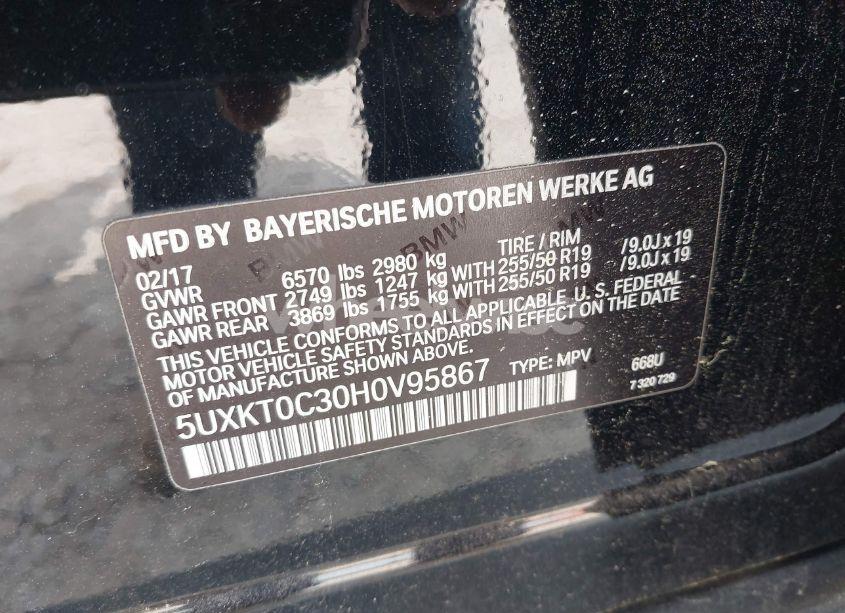 MFD BY BAYERISCHE MOTOREN WERKE AG
02/17 TIRE / RIM
GVWR 6570 lbs 2980 kg
GAWR FRONT 2749 lbs 1247 kg WITH 255/50 R19 /9.0J x 19
GAWR REAR 3869 lbs 1755 kg WITH 255/50 R19 /9.0J x 19
THIS VEHICLE CONFORMS TO ALL APPLICABLE U. S. FEDERAL
MOTOR VEHICLE SAFETY STANDARDS IN EFFECT ON THE DATE
OF MANUFACTURE SHOWN ABOVE.
5UXKT0C30H0V95867 TYPE: MPV 668U
7 320 729